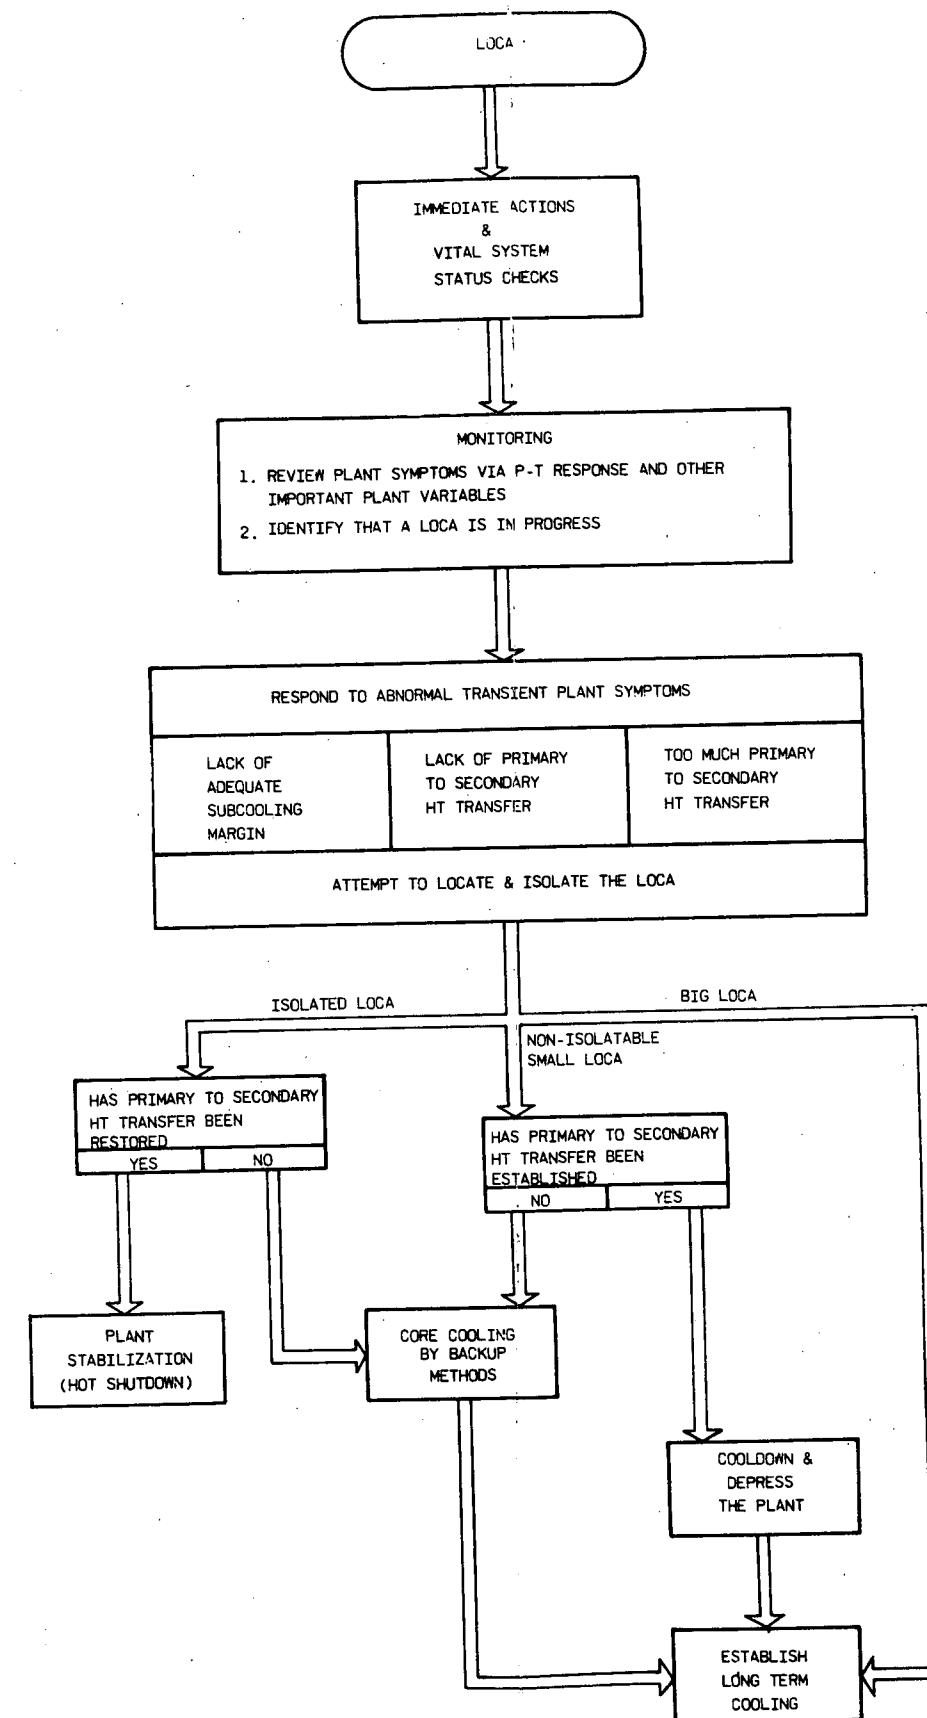 LOCA
IMMEDIATE ACTIONS
&
VITAL SYSTEM
STATUS CHECKS
MONITORING
1. REVIEW PLANT SYMPTOMS VIA P-T RESPONSE AND OTHER
IMPORTANT PLANT VARIABLES
2. IDENTIFY THAT A LOCA IS IN PROGRESS
RESPOND TO ABNORMAL TRANSIENT PLANT SYMPTOMS
LACK OF
ADEQUATE
SUBCOOLING
MARGIN
LACK OF PRIMARY
TO SECONDARY
HT TRANSFER
TOO MUCH PRIMARY
TO SECONDARY
HT TRANSFER
ATTEMPT TO LOCATE & ISOLATE THE LOCA
ISOLATED LOCA
BIG LOCA
NON-ISOLATABLE
SMALL LOCA
HAS PRIMARY TO SECONDARY
HT TRANSFER BEEN
RESTORED
YES
NO
HAS PRIMARY TO SECONDARY
HT TRANSFER BEEN
ESTABLISHED
NO
YES
PLANT
STABILIZATION
(HOT SHUTDOWN)
CORE COOLING
BY BACKUP
METHODS
COOLDOWN &
DEPRESS
THE PLANT
ESTABLISH
LONG TERM
COOLING